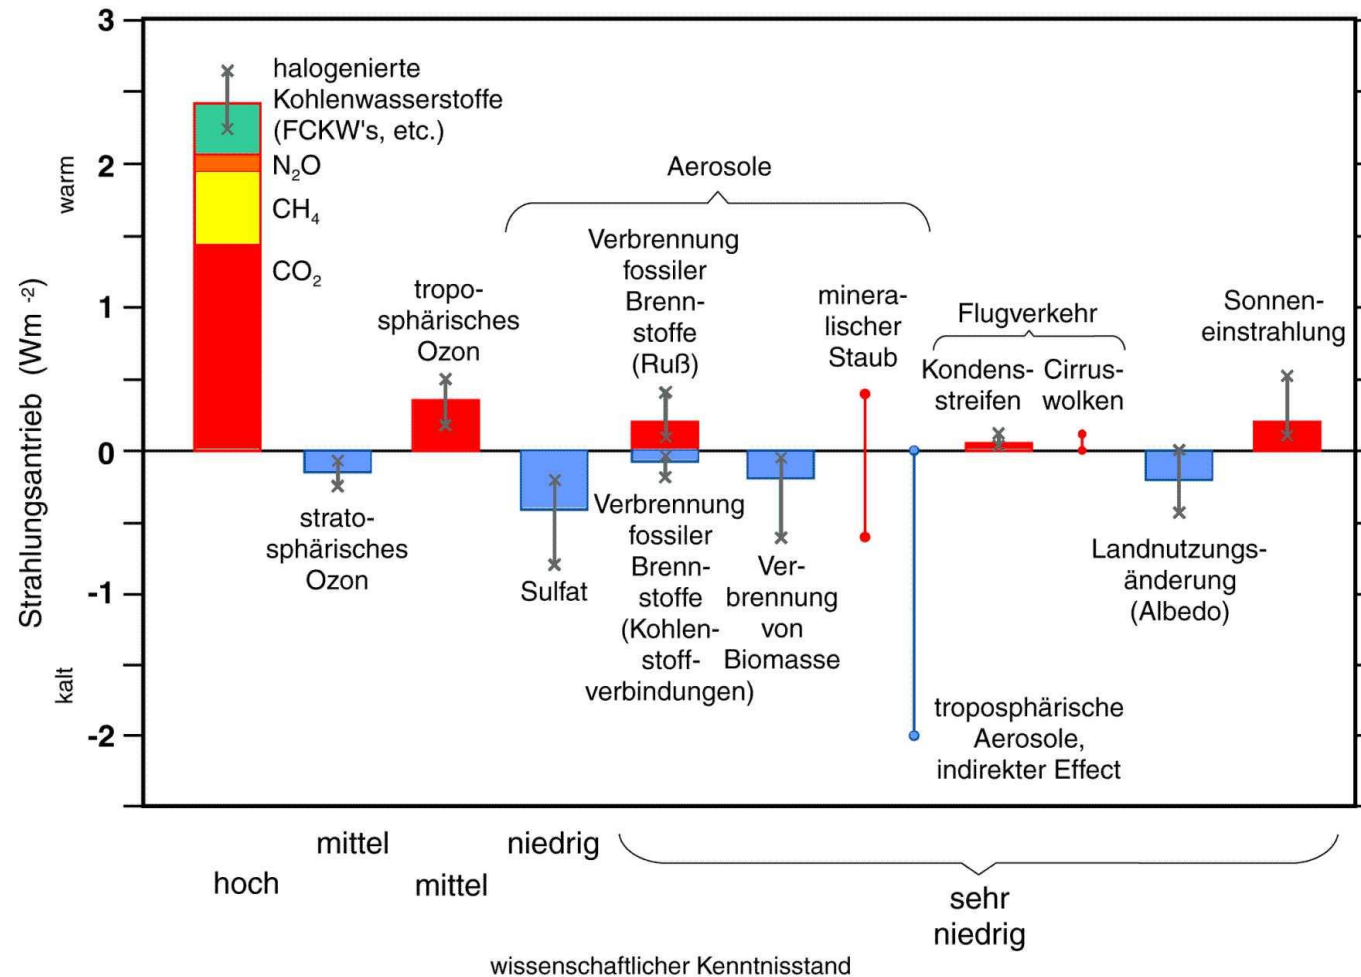 3
2
1
0
-1
-2
warm
Strahlungsantrieb (Wm -2)
kalt
halogenierte
Kohlenwasserstoffe
(FCKW's, etc.)
N2O
CH4
CO2
strato-
sphärisches
Ozon
tropo-
sphärisches
Ozon
Aerosole
Sulfat
Verbrennung
fossiler
Brenn-
stoffe
(Ruß)
Verbrennung
fossiler
Brenn-
stoffe
(Kohlen-
stoff-
verbindungen)
Ver-
brennung
von
Biomasse
minera-
lischer
Staub
troposphärische
Aerosole,
indirekter Effect
Flugverkehr
Kondens-
streifen
Cirrus-
wolken
Landnutzungs-
änderung
(Albedo)
Sonnen-
einstrahlung
hoch
mittel
mittel
niedrig
sehr
niedrig
wissenschaftlicher Kenntnisstand